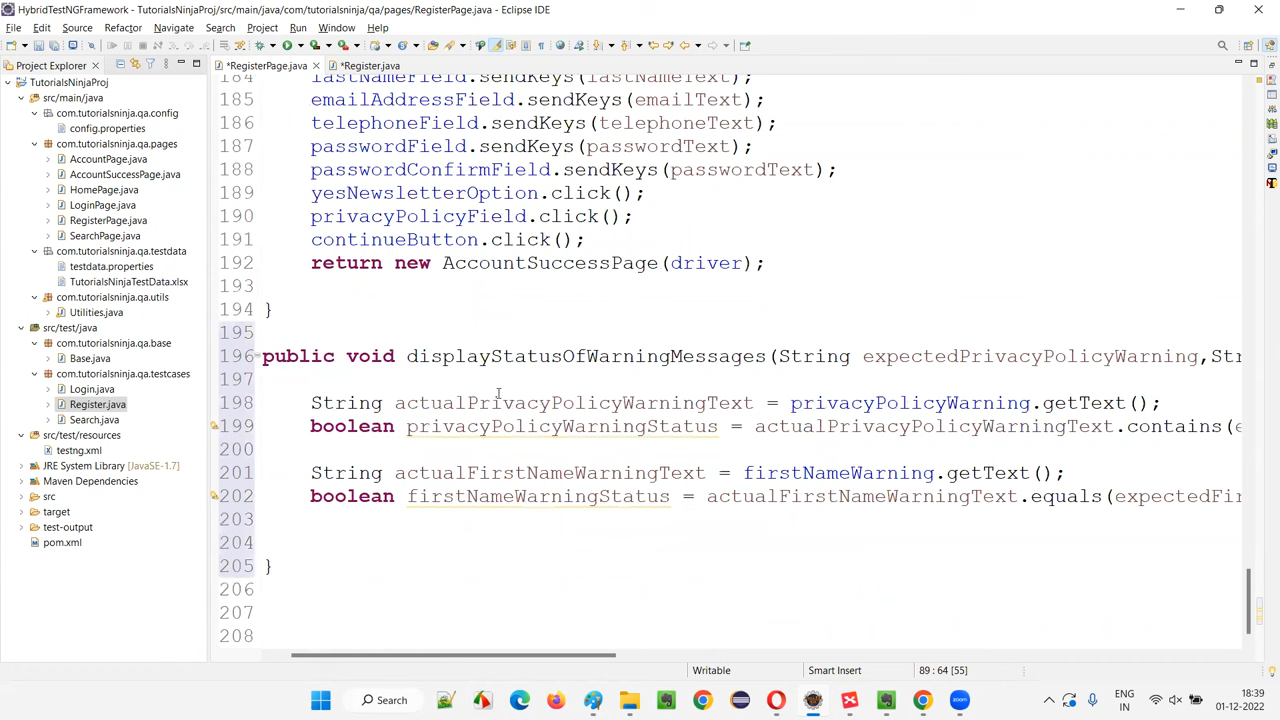 HybridTestNGFramework - TutorialsNinjaProj/src/main/java/com/tutorialsninja/qa/pages/RegisterPage.java - Eclipse IDE
File Edit Source Refactor Navigate Search Project Run Window Help
Project Explorer
*RegisterPage.java
*Register.java
TutorialsNinjaProj
src/main/java
com.tutorialsninja.qa.config
config.properties
com.tutorialsninja.qa.pages
AccountPage.java
AccountSuccessPage.java
HomePage.java
LoginPage.java
RegisterPage.java
SearchPage.java
com.tutorialsninja.qa.testdata
testdata.properties
TutorialsNinjaTestData.xlsx
com.tutorialsninja.qa.utils
Utilities.java
src/test/java
com.tutorialsninja.qa.base
Base.java
com.tutorialsninja.qa.testcases
Login.java
Register.java
Search.java
src/test/resources
testng.xml
JRE System Library [JavaSE-1.7]
Maven Dependencies
src
target
test-output
pom.xml
184 lastNameField.sendKeys(lastNameText);
185 emailAddressField.sendKeys(emailText);
186 telephoneField.sendKeys(telephoneText);
187 passwordField.sendKeys(passwordText);
188 passwordConfirmField.sendKeys(passwordText);
189 yesNewsletterOption.click();
190 privacyPolicyField.click();
191 continueButton.click();
192 return new AccountSuccessPage(driver);
193
194 }
195
196 public void displayStatusOfWarningMessages(String expectedPrivacyPolicyWarning,Str
197
198 String actualPrivacyPolicyWarningText = privacyPolicyWarning.getText();
199 boolean privacyPolicyWarningStatus = actualPrivacyPolicyWarningText.contains(e
200
201 String actualFirstNameWarningText = firstNameWarning.getText();
202 boolean firstNameWarningStatus = actualFirstNameWarningText.equals(expectedFir
203
204
205 }
206
207
208
Writable Smart Insert 89 : 64 [55]
Search
ENG
IN
18:39
01-12-2022